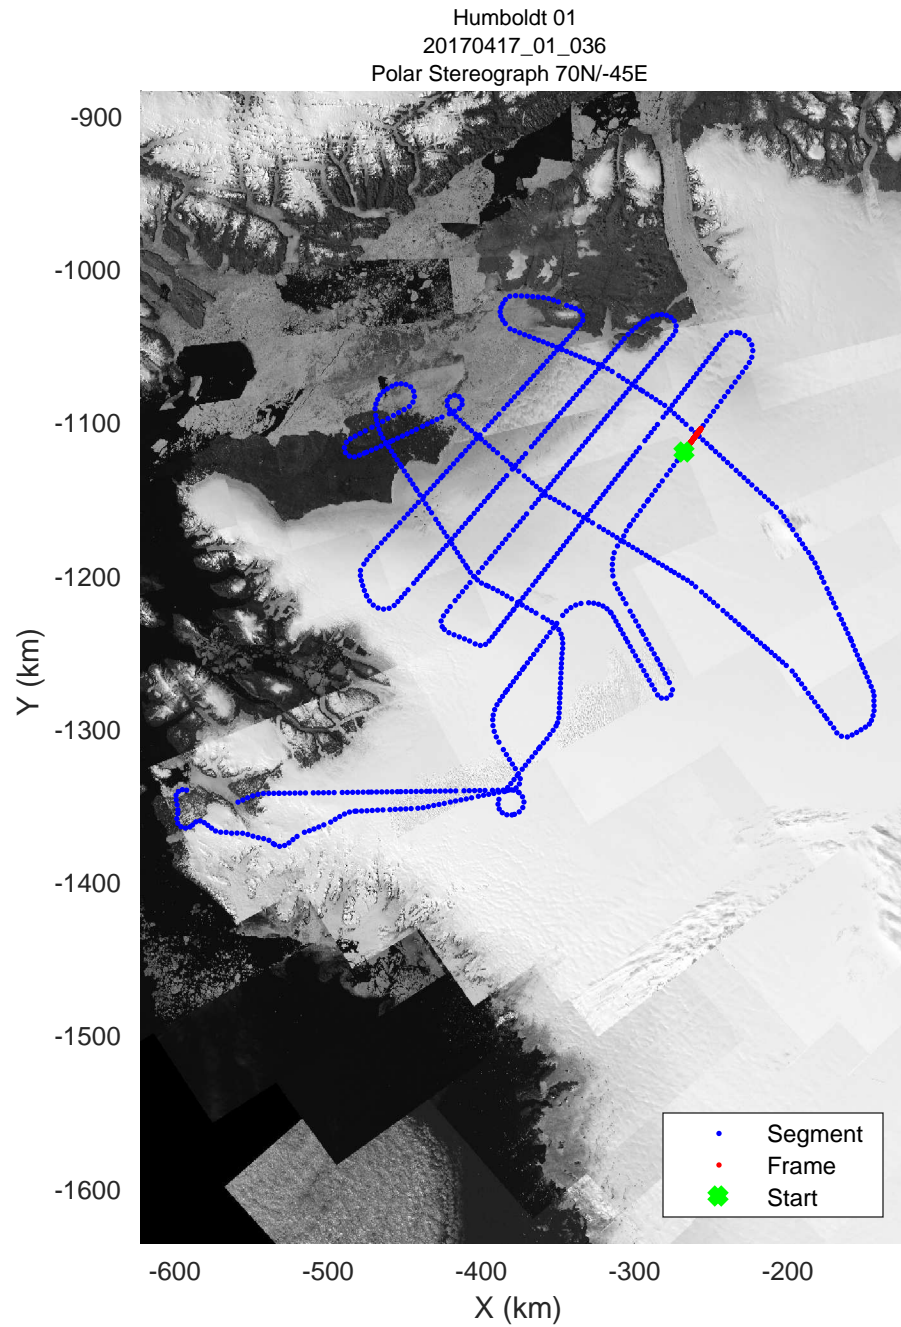 Humboldt 01
20170417_01_036
Polar Stereograph 70N/-45E
-900
-1000
-1100
-1200
-1300
-1400
-1500
-1600
Y (km)
Segment
Frame
Start
-600 -500 -400 -300 -200
X (km)